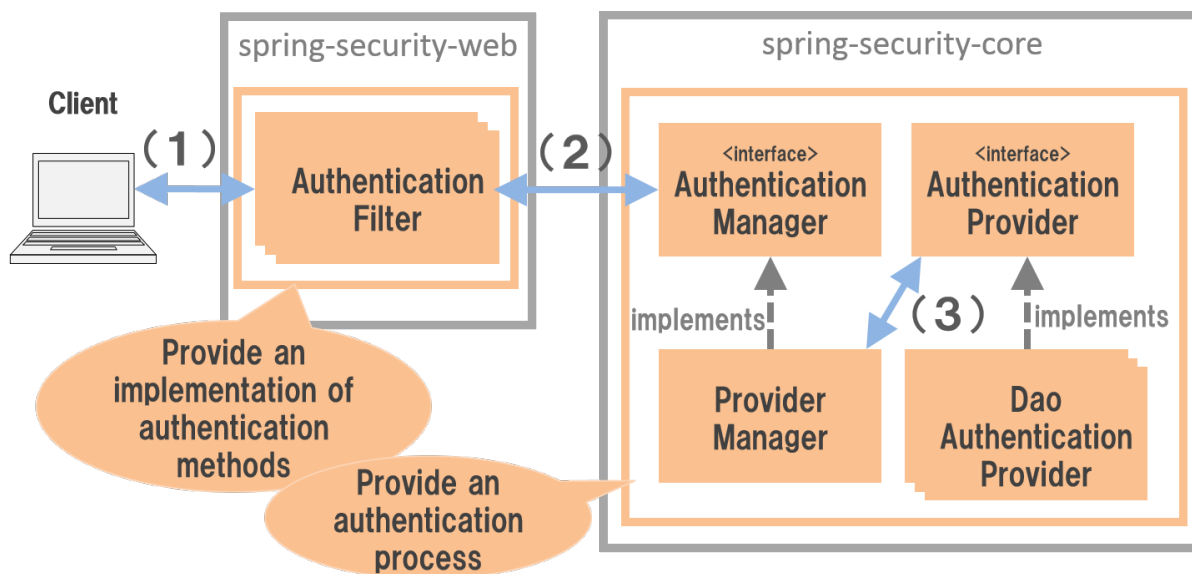 spring-security-web
spring-security-core
Client
(1)
(2)
Authentication
Filter
<interface>
Authentication
Manager
<interface>
Authentication
Provider
implements
(3)
implements
Provider
Manager
Dao
Authentication
Provider
Provide an
implementation of
authentication
methods
Provide an
authentication
process